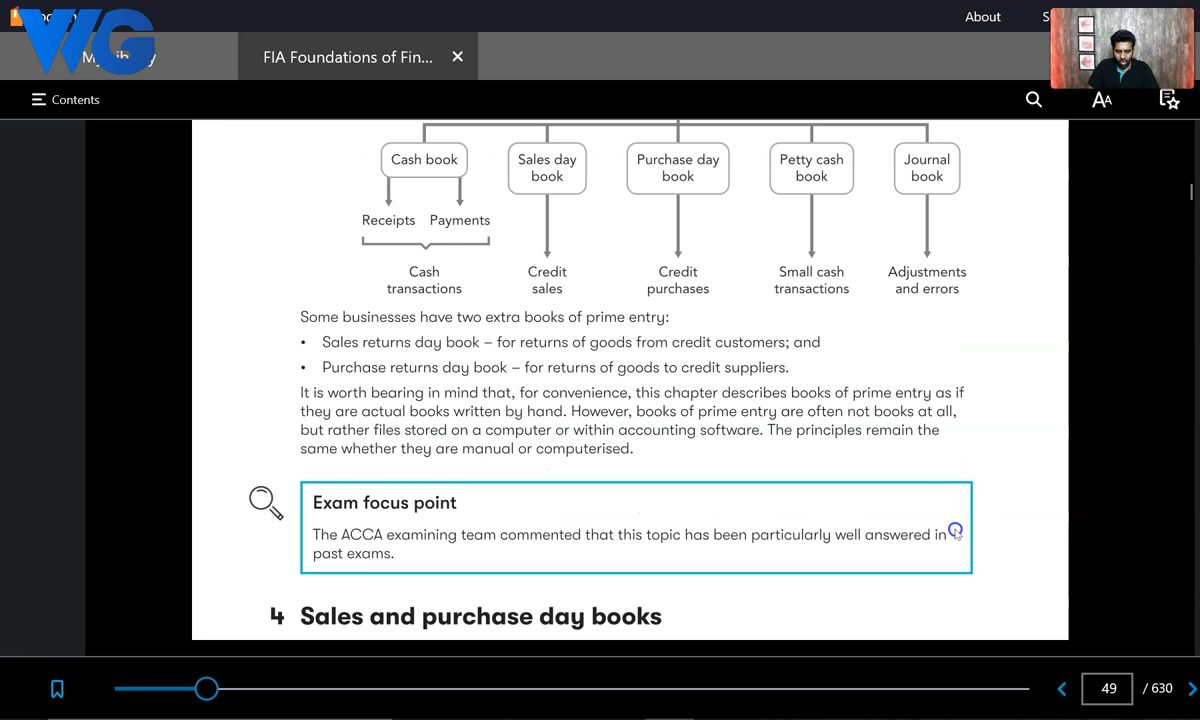 WG
About
FIA Foundations of Fin...
Contents
AA
Cash book
Sales day
book
Purchase day
book
Petty cash
book
Journal
book
Receipts Payments
Cash
transactions
Credit
sales
Credit
purchases
Small cash
transactions
Adjustments
and errors
Some businesses have two extra books of prime entry:
• Sales returns day book – for returns of goods from credit customers; and
• Purchase returns day book – for returns of goods to credit suppliers.
It is worth bearing in mind that, for convenience, this chapter describes books of prime entry as if
they are actual books written by hand. However, books of prime entry are often not books at all,
but rather files stored on a computer or within accounting software. The principles remain the
same whether they are manual or computerised.
Exam focus point
The ACCA examining team commented that this topic has been particularly well answered in
past exams.
4 Sales and purchase day books
49 / 630